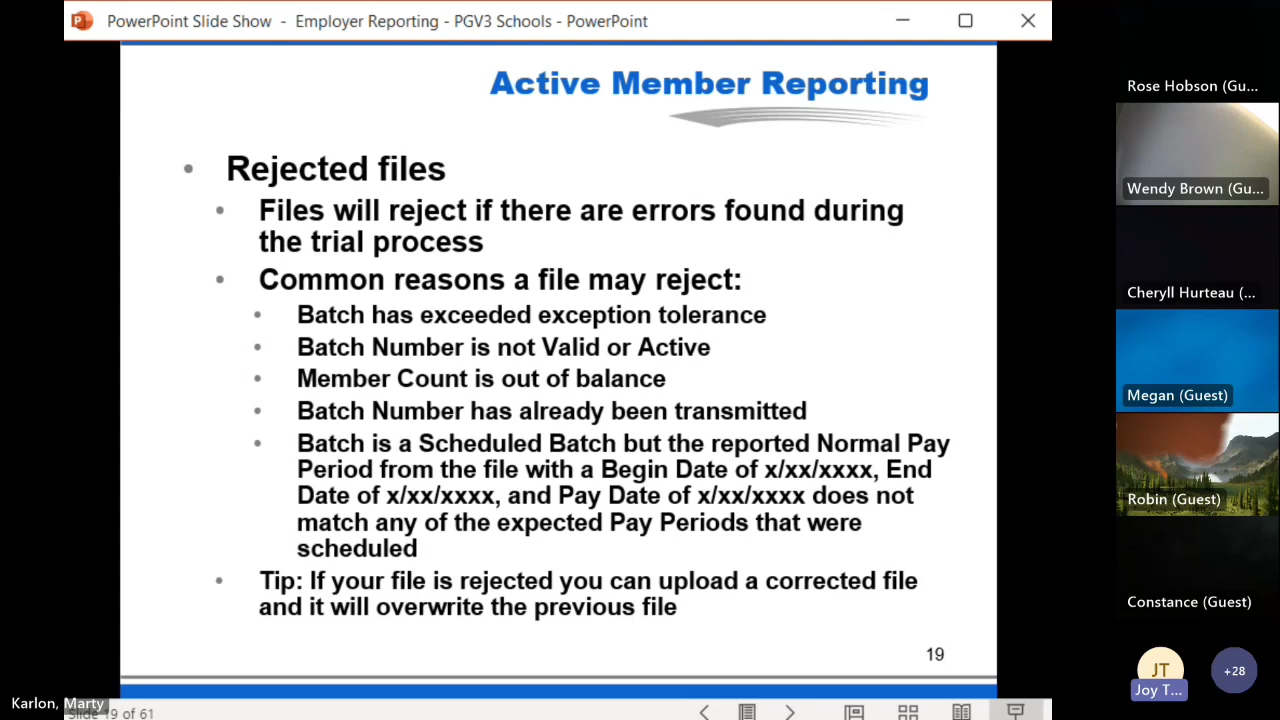 PowerPoint Slide Show - Employer Reporting - PGV3 Schools - PowerPoint
Active Member Reporting
Rejected files
Files will reject if there are errors found during
the trial process
Common reasons a file may reject:
Batch has exceeded exception tolerance
Batch Number is not Valid or Active
Member Count is out of balance
Batch Number has already been transmitted
Batch is a Scheduled Batch but the reported Normal Pay
Period from the file with a Begin Date of x/xx/xxxx, End
Date of x/xx/xxxx, and Pay Date of x/xx/xxxx does not
match any of the expected Pay Periods that were
scheduled
Tip: If your file is rejected you can upload a corrected file
and it will overwrite the previous file
19
Karlon, Marty
Slide 19 of 61
Rose Hobson (Gu...
Wendy Brown (Gu...
Cheryll Hurteau (...
Megan (Guest)
Robin (Guest)
Constance (Guest)
JT
Joy T...
+28